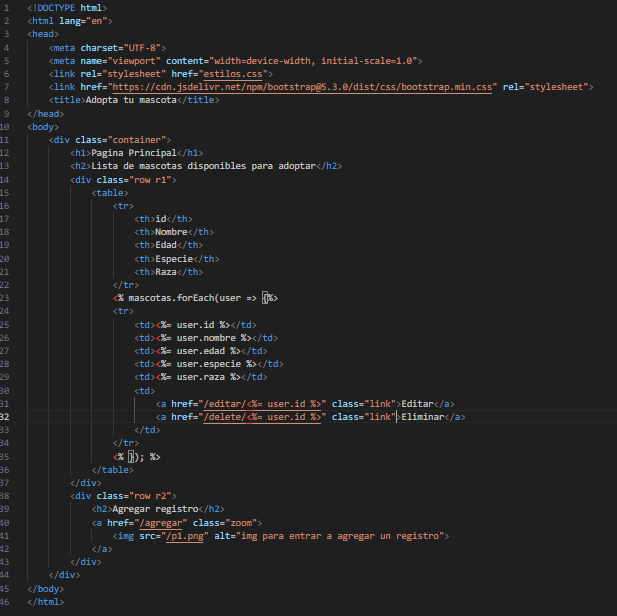 1 <!DOCTYPE html>
2 <html lang="en">
3 <head>
4 <meta charset="UTF-8">
5 <meta name="viewport" content="width=device-width, initial-scale=1.0">
6 <link rel="stylesheet" href="estilos.css">
7 <link href="https://cdn.jsdelivr.net/npm/bootstrap@5.3.0/dist/css/bootstrap.min.css" rel="stylesheet">
8 <title>Adopta tu mascota</title>
9 </head>
10 <body>
11 <div class="container">
12 <h1>Pagina Principal</h1>
13 <h2>Lista de mascotas disponibles para adoptar</h2>
14 <div class="row r1">
15 <table>
16 <tr>
17 <th>id</th>
18 <th>Nombre</th>
19 <th>Edad</th>
20 <th>Especie</th>
21 <th>Raza</th>
22 </tr>
23 <% mascotas.forEach(user => {%>
24 <tr>
25 <td><%= user.id %></td>
26 <td><%= user.nombre %></td>
27 <td><%= user.edad %></td>
28 <td><%= user.especie %></td>
29 <td><%= user.raza %></td>
30 <td>
31 <a href="/editar/<%= user.id %>" class="link">Editar</a>
32 <a href="/delete/<%= user.id %>" class="link">Eliminar</a>
33 </td>
34 </tr>
35 <% }); %>
36 </table>
37 </div>
38 <div class="row r2">
39 <h2>Agregar registro</h2>
40 <a href="/agregar" class="zoom">
41 <img src="/p1.png" alt="img para entrar a agregar un registro">
42 </a>
43 </div>
44 </div>
45 </body>
46 </html>